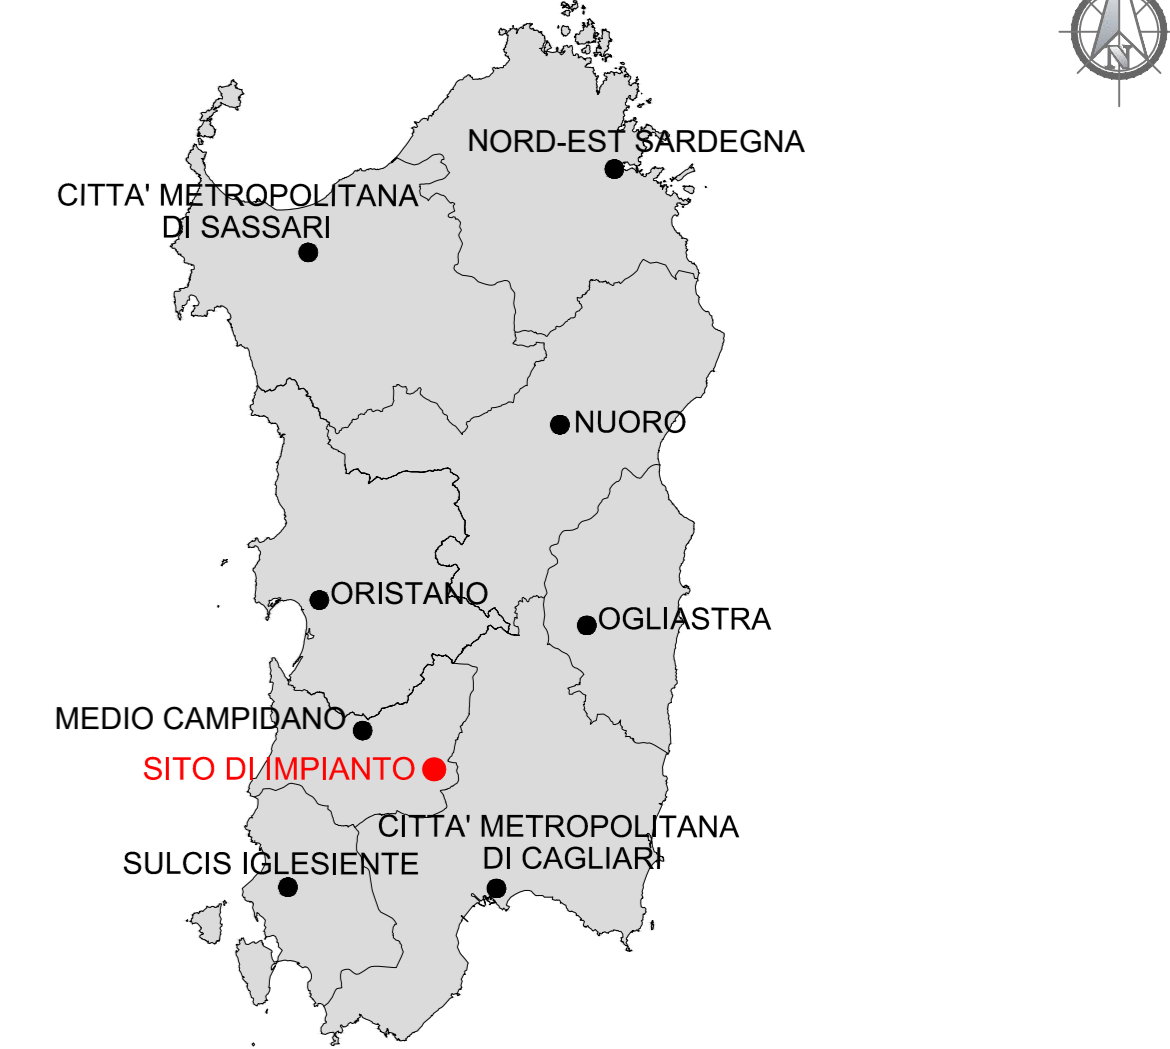 N
NORD-EST SARDEGNA
CITTA' METROPOLITANA
DI SASSARI
NUORO
ORISTANO
OGLIASTRA
MEDIO CAMPIDANO
SITO DI IMPIANTO
CITTA' METROPOLITANA
DI CAGLIARI
SULCIS IGLESIENTE